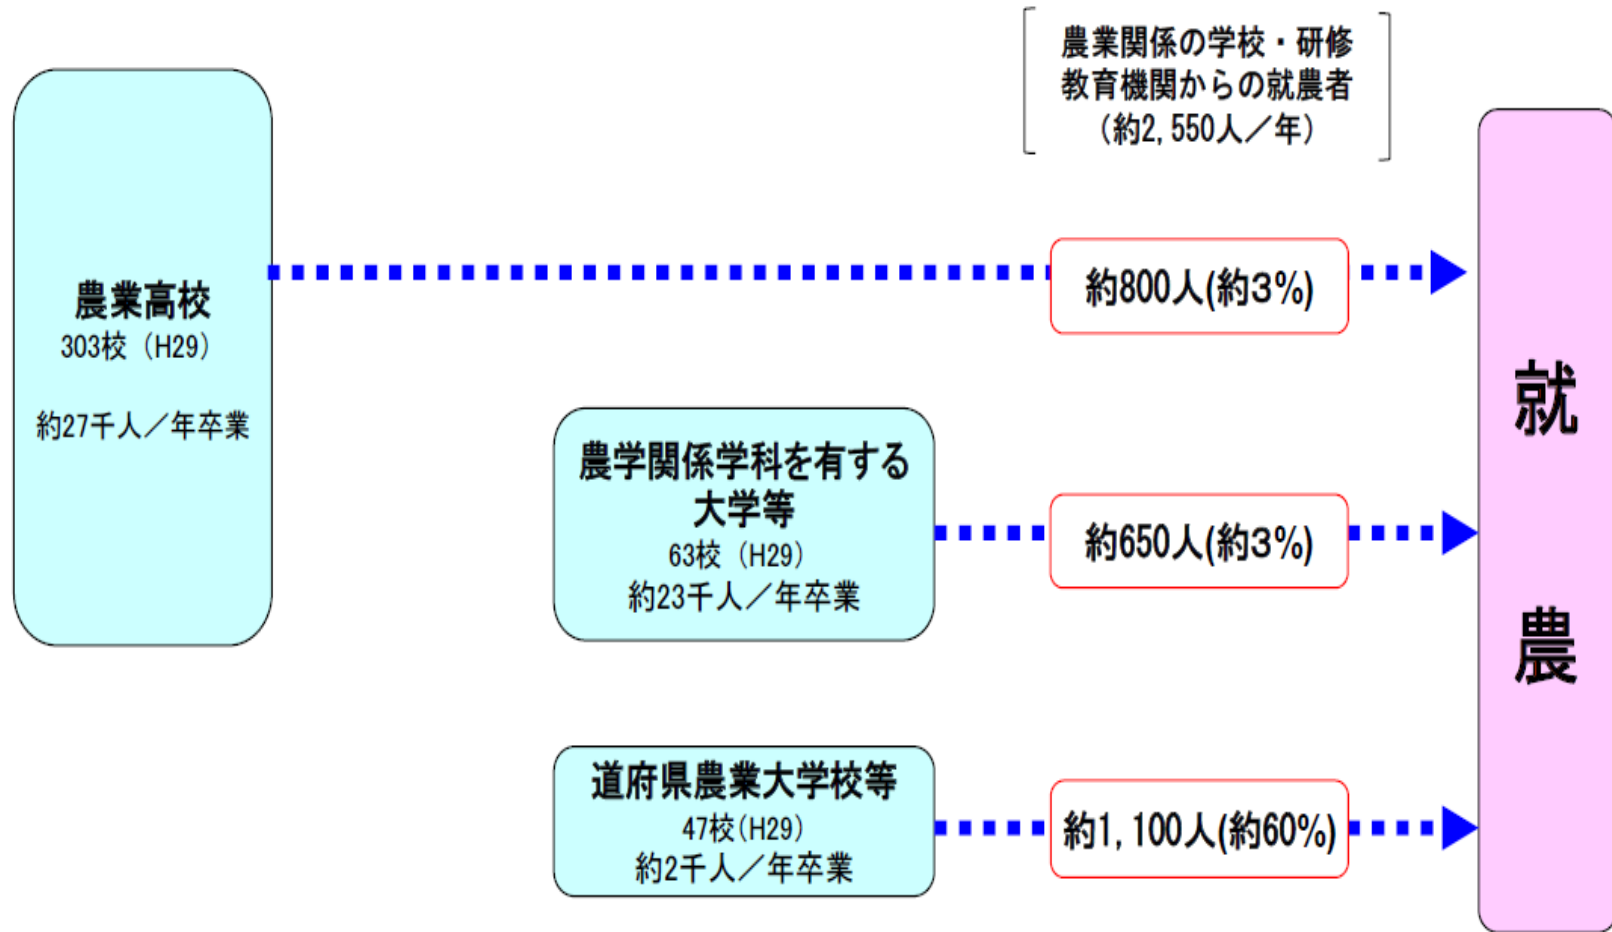 農業関係の学校・研修
教育機関からの就農者
（約2,550人／年）
農業高校
303校（H29）
約27千人／年卒業
約800人(約3%)
農学関係学科を有する
大学等
63校（H29）
約23千人／年卒業
約650人(約3%)
道府県農業大学校等
47校(H29)
約2千人／年卒業
約1,100人(約60%)
就
農